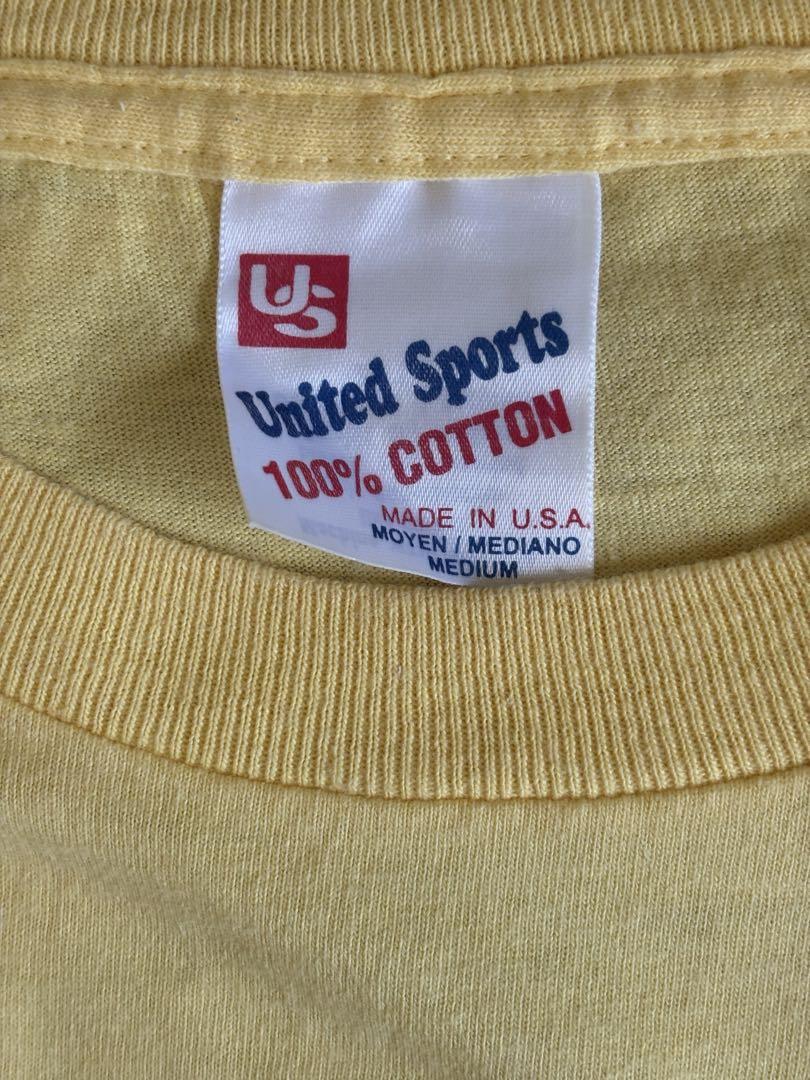 US
United Sports
100% COTTON
MADE IN U.S.A.
MOYEN / MEDIANO
MEDIUM